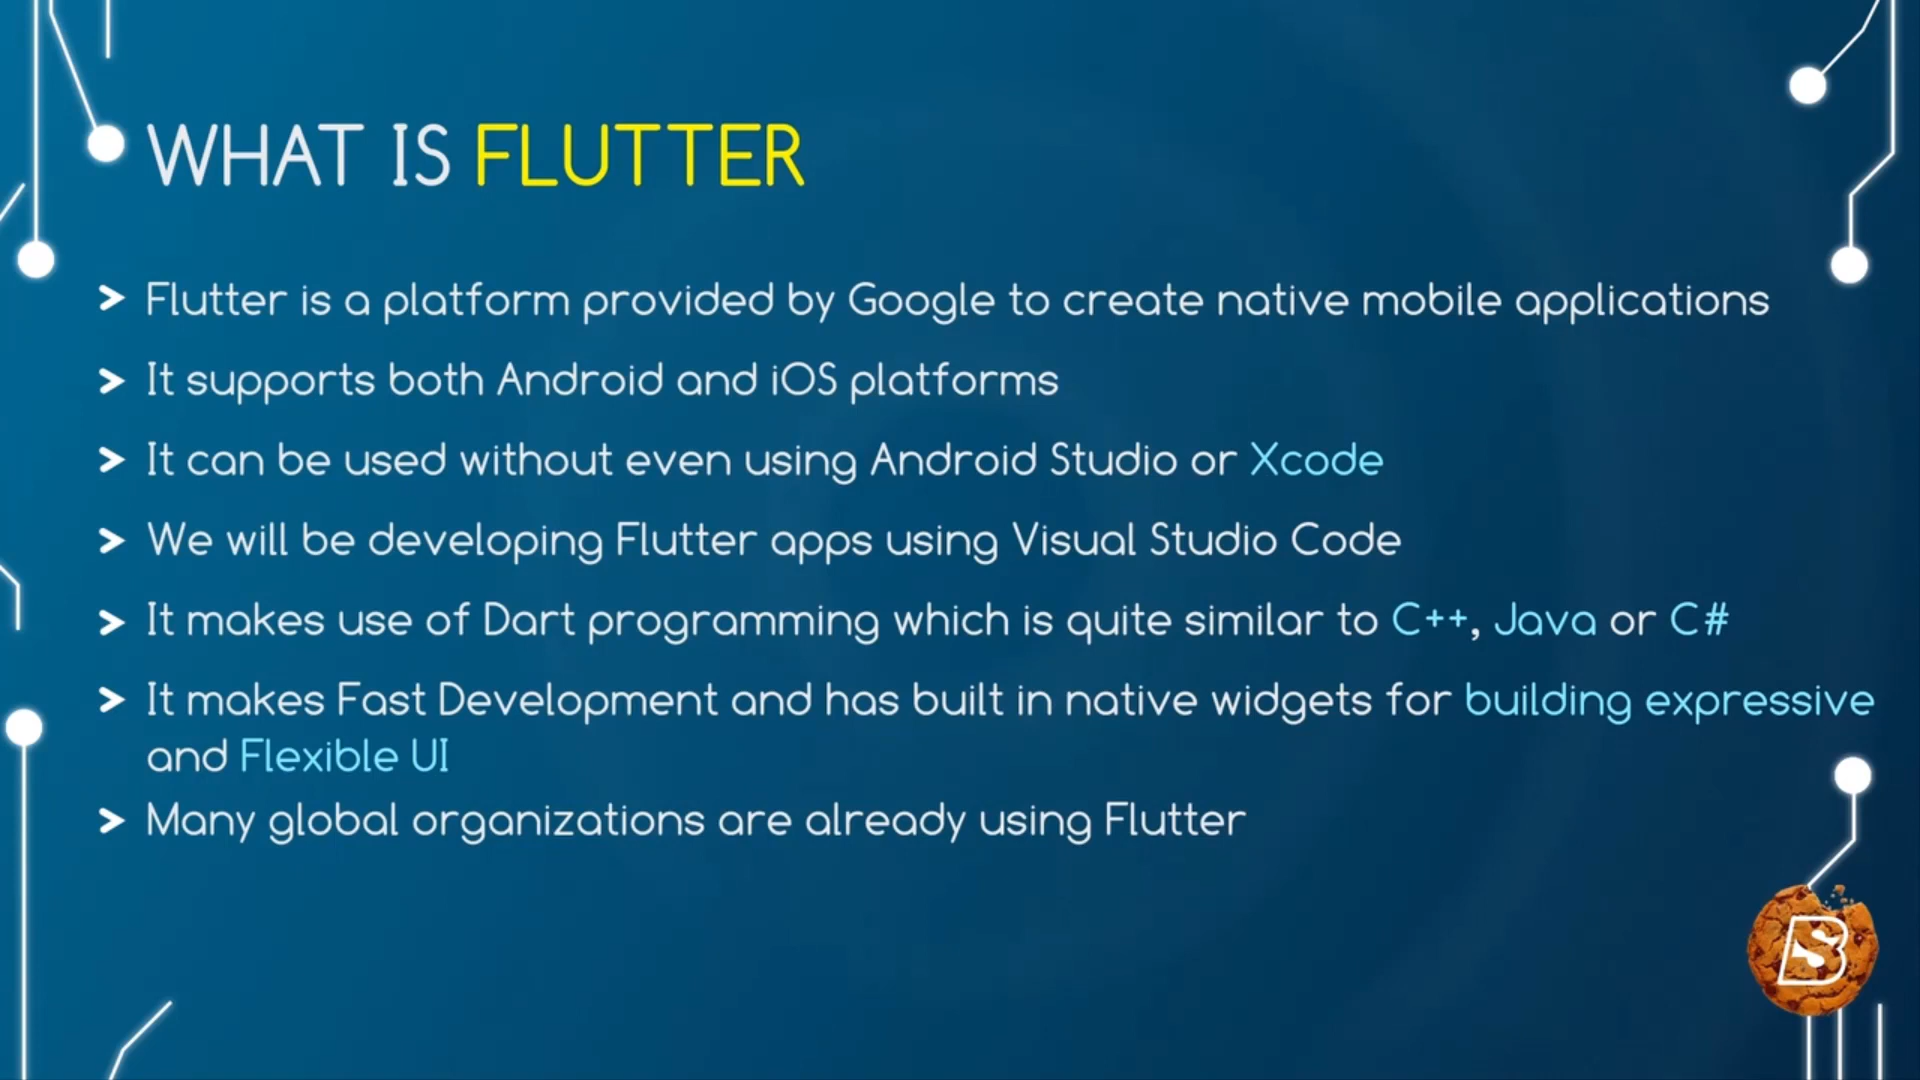 WHAT IS FLUTTER
Flutter is a platform provided by Google to create native mobile applications
It supports both Android and iOS platforms
It can be used without even using Android Studio or Xcode
We will be developing Flutter apps using Visual Studio Code
It makes use of Dart programming which is quite similar to C++, Java or C#
It makes Fast Development and has built in native widgets for building expressive
and Flexible UI
Many global organizations are already using Flutter